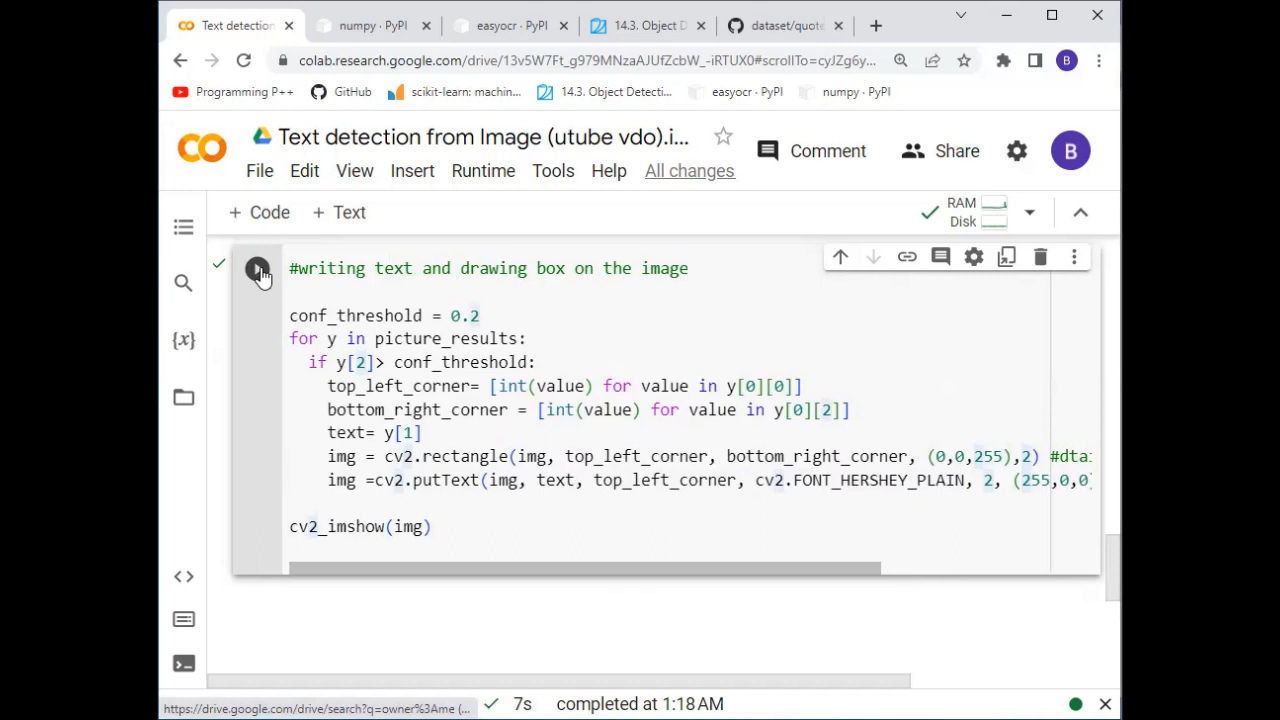 Text detection
numpy · PyPI
easyocr · PyPI
14.3. Object D
dataset/quote
colab.research.google.com/drive/13v5W7Ft_g979MNzaAJUfZcbW_-iRTUX0#scrollTo=cyJZg6y...
B
Programming P++
GitHub
scikit-learn: machin...
14.3. Object Detecti...
easyocr · PyPI
numpy · PyPI
Text detection from Image (utube vdo).i...
Comment
Share
B
File Edit View Insert Runtime Tools Help All changes
+ Code + Text
RAM
Disk
{x}
#writing text and drawing box on the image
conf_threshold = 0.2
for y in picture_results:
if y[2]> conf_threshold:
top_left_corner= [int(value) for value in y[0][0]]
bottom_right_corner = [int(value) for value in y[0][2]]
text= y[1]
img = cv2.rectangle(img, top_left_corner, bottom_right_corner, (0,0,255),2) #dtai
img =cv2.putText(img, text, top_left_corner, cv2.FONT_HERSHEY_PLAIN, 2, (255,0,0)
cv2_imshow(img)
https://drive.google.com/drive/search?q=owner%3Ame (...
7s completed at 1:18 AM